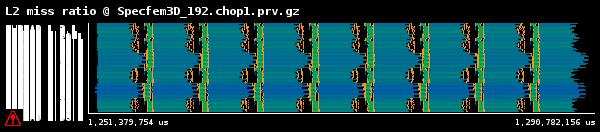 L2 miss ratio @ Specfem3D_192.chop1.prv.gz
1,251,379,754 us
1,290,782,156 us